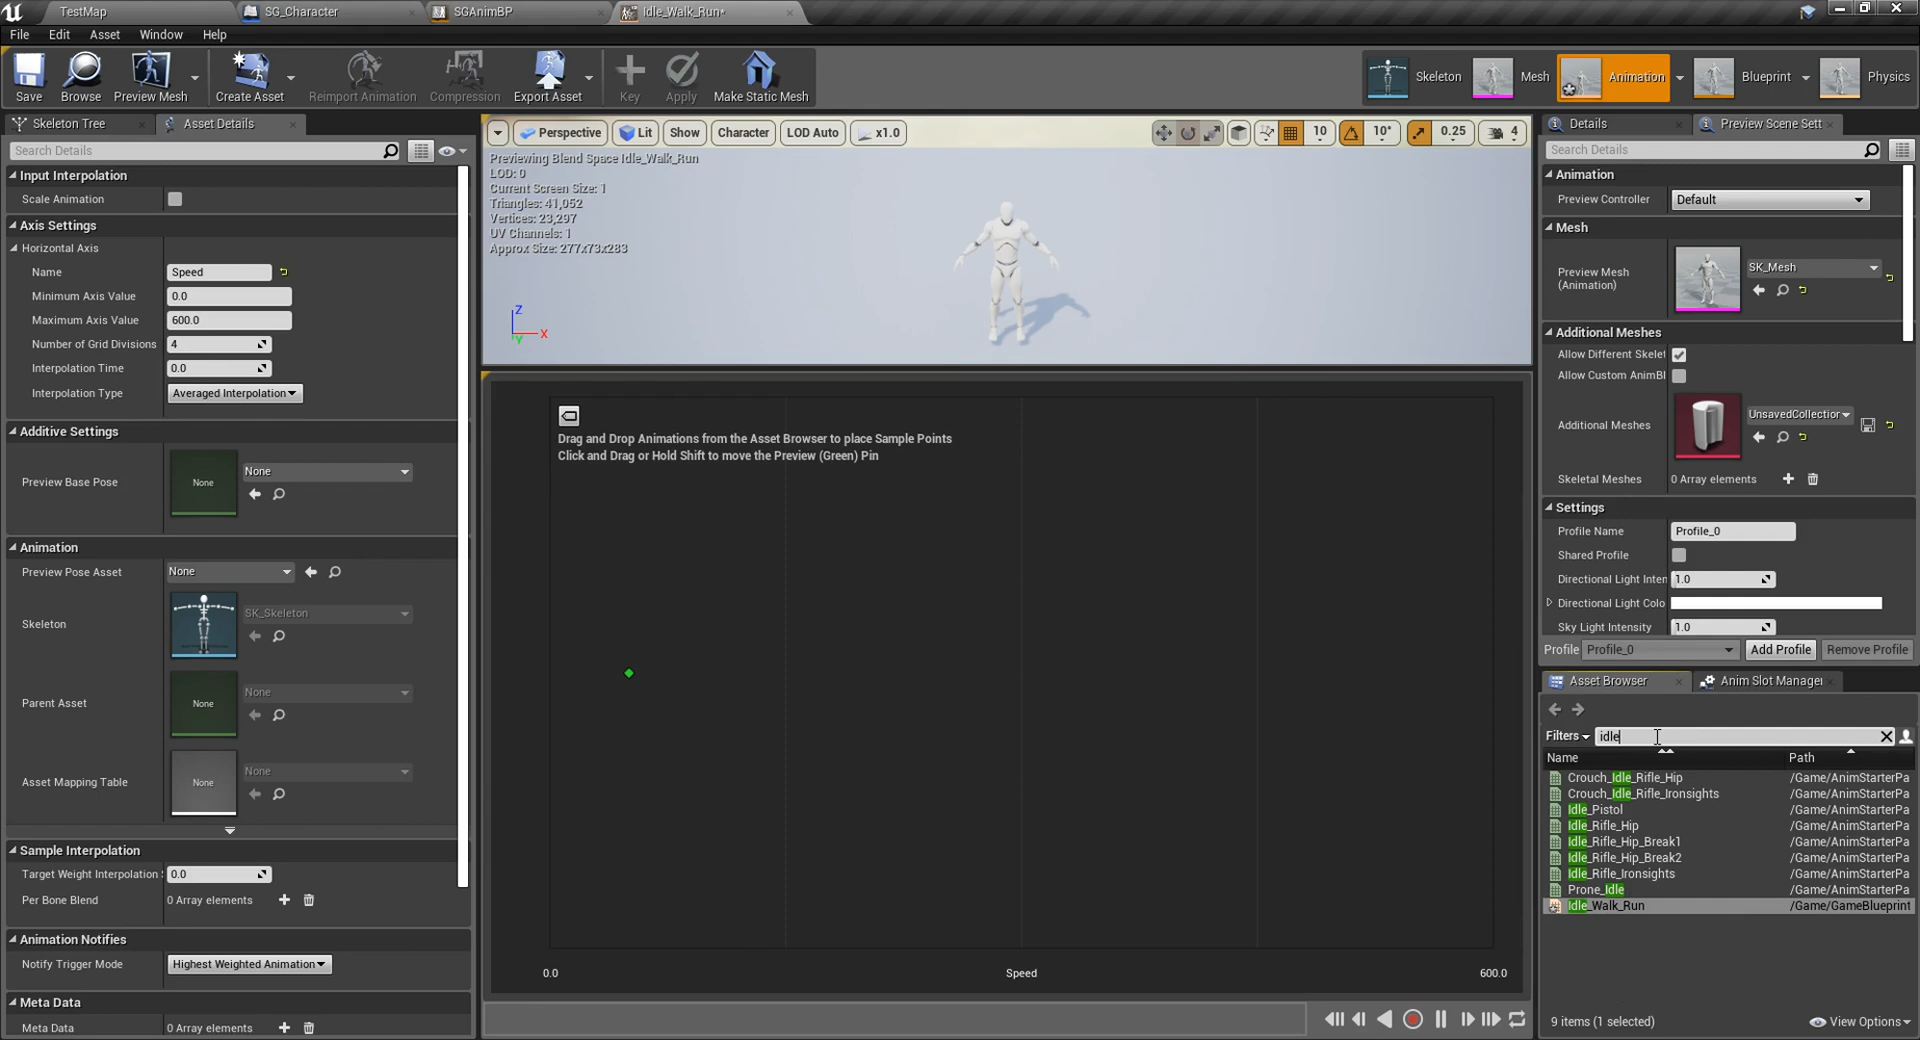 TestMap
SG_Character
SGAnimBP
Idle_Walk_Run*
File Edit Asset Window Help
Save Browse Preview Mesh Create Asset Reimport Animation Compression Export Asset Key Apply Make Static Mesh
Skeleton Mesh Animation Blueprint Physics
Skeleton Tree
Asset Details
Search Details
Input Interpolation
Scale Animation
Axis Settings
Horizontal Axis
Name Speed
Minimum Axis Value 0.0
Maximum Axis Value 600.0
Number of Grid Divisions 4
Interpolation Time 0.0
Interpolation Type Averaged Interpolation
Additive Settings
Preview Base Pose None None
Animation
Preview Pose Asset None
Skeleton SK_Skeleton
Parent Asset None None
Asset Mapping Table None None
Sample Interpolation
Target Weight Interpolation 0.0
Per Bone Blend 0 Array elements
Animation Notifies
Notify Trigger Mode Highest Weighted Animation
Meta Data
Meta Data 0 Array elements
Perspective Lit Show Character LOD Auto x1.0 10 10° 0.25 4
Previewing Blend Space Idle_Walk_Run
LOD: 0
Current Screen Size: 1
Triangles: 41,052
Vertices: 23,297
UV Channels: 1
Approx Size: 277x73x283
Z
X
Y
Drag and Drop Animations from the Asset Browser to place Sample Points
Click and Drag or Hold Shift to move the Preview (Green) Pin
0.0 Speed 600.0
Details
Preview Scene Sett
Search Details
Animation
Preview Controller Default
Mesh
Preview Mesh (Animation) SK_Mesh
Additional Meshes
Allow Different Skelet
Allow Custom AnimBl
Additional Meshes UnsavedCollection
Skeletal Meshes 0 Array elements
Settings
Profile Name Profile_0
Shared Profile
Directional Light Inten 1.0
Directional Light Colo
Sky Light Intensity 1.0
Profile Profile_0 Add Profile Remove Profile
Asset Browser
Anim Slot Manager
Filters idle
Name Path
Crouch_Idle_Rifle_Hip /Game/AnimStarterPa
Crouch_Idle_Rifle_Ironsights /Game/AnimStarterPa
Idle_Pistol /Game/AnimStarterPa
Idle_Rifle_Hip /Game/AnimStarterPa
Idle_Rifle_Hip_Break1 /Game/AnimStarterPa
Idle_Rifle_Hip_Break2 /Game/AnimStarterPa
Idle_Rifle_Ironsights /Game/AnimStarterPa
Prone_Idle /Game/AnimStarterPa
Idle_Walk_Run /Game/GameBlueprint
9 items (1 selected) View Options